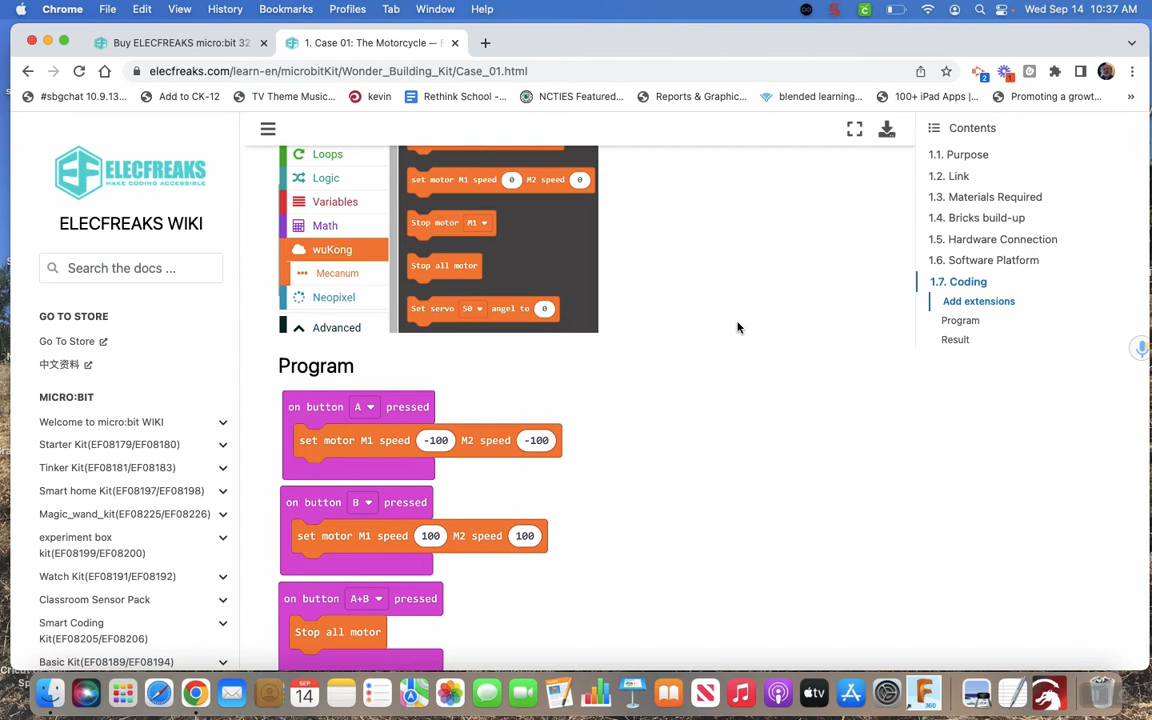 Chrome File Edit View History Bookmarks Profiles Tab Window Help Wed Sep 14 10:37 AM
Buy ELECFREAKS micro:bit 32
1. Case 01: The Motorcycle —
elecfreaks.com/learn-en/microbitKit/Wonder_Building_Kit/Case_01.html
2
1
#sbgchat 10.9.13...
Add to CK-12
TV Theme Music...
kevin
Rethink School -...
NCTIES Featured...
Reports & Graphic...
blended learning...
100+ iPad Apps |...
Promoting a growt...
»
ELECFREAKS
MAKE CODING ACCESSIBLE
ELECFREAKS WIKI
Search the docs ...
GO TO STORE
Go To Store
中文资料
MICRO:BIT
Welcome to micro:bit WIKI
Starter Kit(EF08179/EF08180)
Tinker Kit(EF08181/EF08183)
Smart home Kit(EF08197/EF08198)
Magic_wand_kit(EF08225/EF08226)
experiment box
kit(EF08199/EF08200)
Watch Kit(EF08191/EF08192)
Classroom Sensor Pack
Smart Coding
Kit(EF08205/EF08206)
Basic Kit(EF08189/EF08194)
Loops
Logic
Variables
Math
wuKong
Mecanum
Neopixel
Advanced
set motor M1 speed 0 M2 speed 0
Stop motor M1
Stop all motor
Set servo S0 angel to 0
Program
on button A pressed
set motor M1 speed -100 M2 speed -100
on button B pressed
set motor M1 speed 100 M2 speed 100
on button A+B pressed
Stop all motor
Contents
1.1. Purpose
1.2. Link
1.3. Materials Required
1.4. Bricks build-up
1.5. Hardware Connection
1.6. Software Platform
1.7. Coding
Add extensions
Program
Result
SEP
14
tv
360